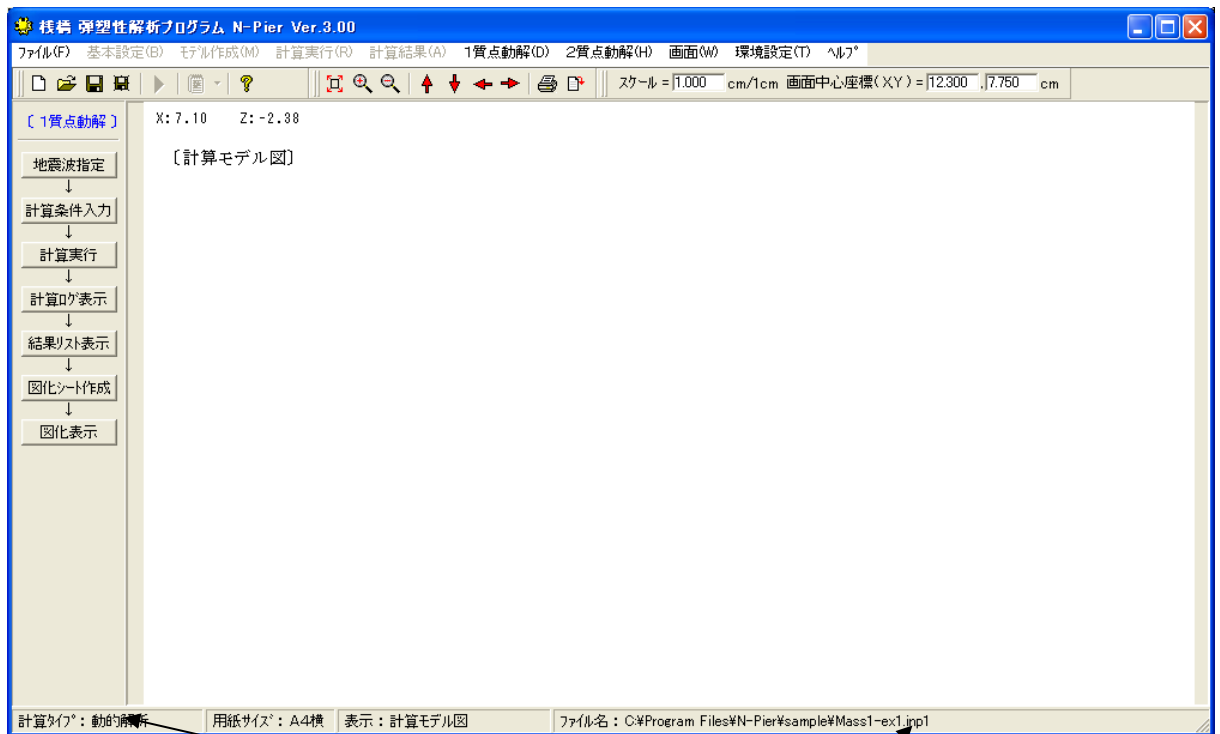 桟橋 弾塑性解析プログラム N-Pier Ver.3.00
ファイル(F) 基本設定(B) モデル作成(M) 計算実行(R) 計算結果(A) 1質点動解(D) 2質点動解(H) 画面(W) 環境設定(T) ヘルプ
スケール = 1.000 cm/1cm 画面中心座標(XY) = 12.300 , 7.750 cm
〔1質点動解〕
X:7.10 Z:-2.38
〔計算モデル図〕
地震波指定
↓
計算条件入力
↓
計算実行
↓
計算ログ表示
↓
結果リスト表示
↓
図化シート作成
↓
図化表示
計算タイプ：動的解析 用紙サイズ：A4横 表示：計算モデル図 ファイル名：C:¥Program Files¥N-Pier¥sample¥Mass1-ex1.inp1